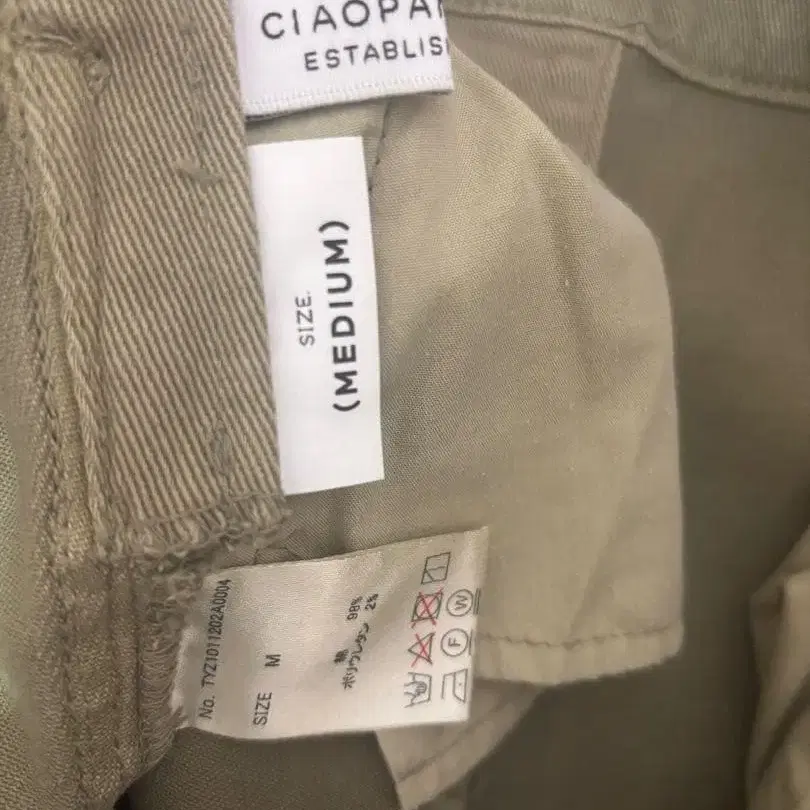 CIAOPA
ESTABLIS
SIZE.
(MEDIUM)
No. TYZ1011202A0004
SIZE M
綿 98%
ポリウレタン 2%
W
F